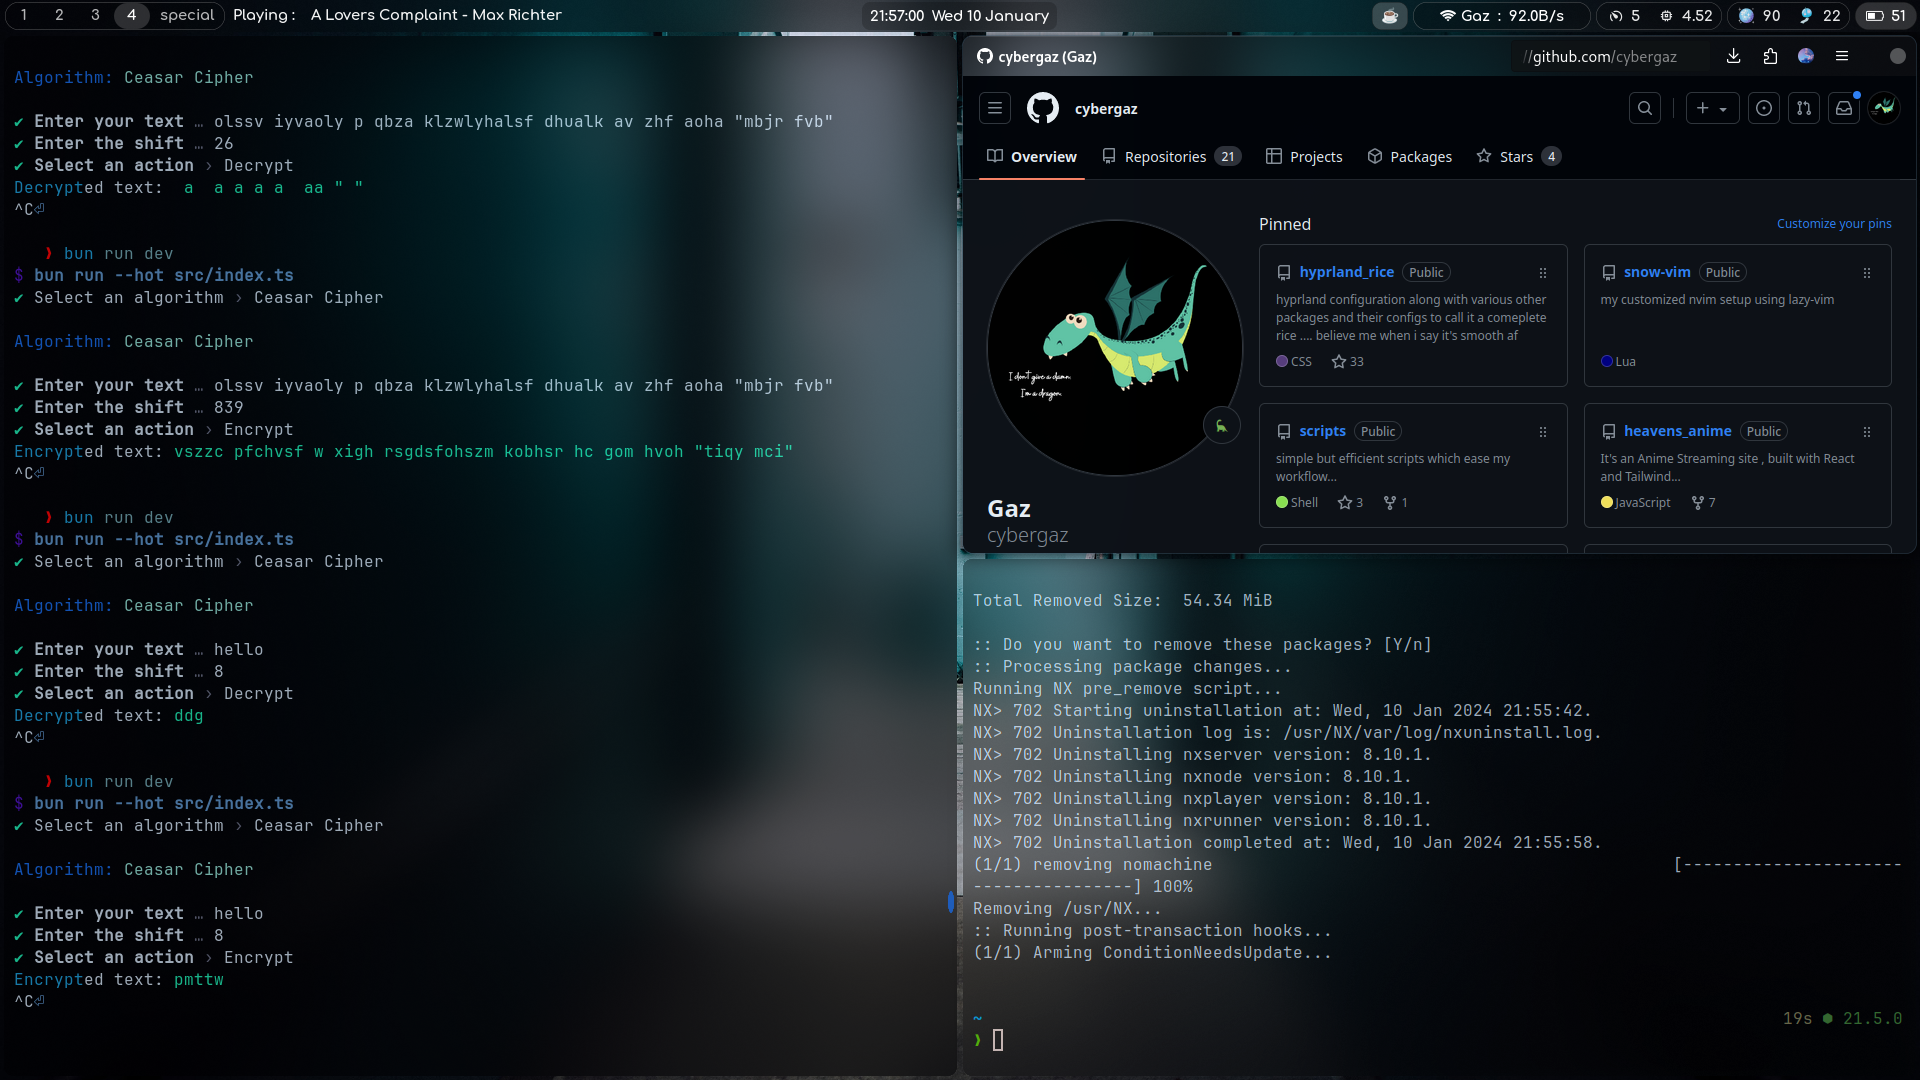 1 2 3 4 special Playing : A Lovers Complaint - Max Richter
21:57:00 Wed 10 January
Gaz : 92.0B/s 5 4.52 90 22 51
Algorithm: Ceasar Cipher
✔ Enter your text … olssv iyvaoly p qbza klzwlyhalsf dhualk av zhf aoha "mbjr fvb"
✔ Enter the shift … 26
✔ Select an action › Decrypt
Decrypted text:  a  a a a a  aa " "
^C⏎
❯ bun run dev
$ bun run --hot src/index.ts
✔ Select an algorithm › Ceasar Cipher
Algorithm: Ceasar Cipher
✔ Enter your text … olssv iyvaoly p qbza klzwlyhalsf dhualk av zhf aoha "mbjr fvb"
✔ Enter the shift … 839
✔ Select an action › Encrypt
Encrypted text: vszzc pfchvsf w xigh rsgdsfohszm kobhsr hc gom hvoh "tiqy mci"
^C⏎
❯ bun run dev
$ bun run --hot src/index.ts
✔ Select an algorithm › Ceasar Cipher
Algorithm: Ceasar Cipher
✔ Enter your text … hello
✔ Enter the shift … 8
✔ Select an action › Decrypt
Decrypted text: ddg
^C⏎
❯ bun run dev
$ bun run --hot src/index.ts
✔ Select an algorithm › Ceasar Cipher
Algorithm: Ceasar Cipher
✔ Enter your text … hello
✔ Enter the shift … 8
✔ Select an action › Encrypt
Encrypted text: pmttw
^C⏎
cybergaz (Gaz)
//github.com/cybergaz
cybergaz
Overview Repositories 21 Projects Packages Stars 4
I don't give a damn.
I'm a dragon.
Gaz
cybergaz
Pinned
Customize your pins
hyprland_rice Public
hyprland configuration along with various other
packages and their configs to call it a comeplete
rice .... believe me when i say it's smooth af
CSS 33
snow-vim Public
my customized nvim setup using lazy-vim
Lua
scripts Public
simple but efficient scripts which ease my
workflow...
Shell 3 1
heavens_anime Public
It's an Anime Streaming site , built with React
and Tailwind...
JavaScript 7
Total Removed Size:  54.34 MiB
:: Do you want to remove these packages? [Y/n]
:: Processing package changes...
Running NX pre_remove script...
NX> 702 Starting uninstallation at: Wed, 10 Jan 2024 21:55:42.
NX> 702 Uninstallation log is: /usr/NX/var/log/nxuninstall.log.
NX> 702 Uninstalling nxserver version: 8.10.1.
NX> 702 Uninstalling nxnode version: 8.10.1.
NX> 702 Uninstalling nxplayer version: 8.10.1.
NX> 702 Uninstalling nxrunner version: 8.10.1.
NX> 702 Uninstallation completed at: Wed, 10 Jan 2024 21:55:58.
(1/1) removing nomachine [----------------------
----------------] 100%
Removing /usr/NX...
:: Running post-transaction hooks...
(1/1) Arming ConditionNeedsUpdate...
~ 19s 21.5.0
❯